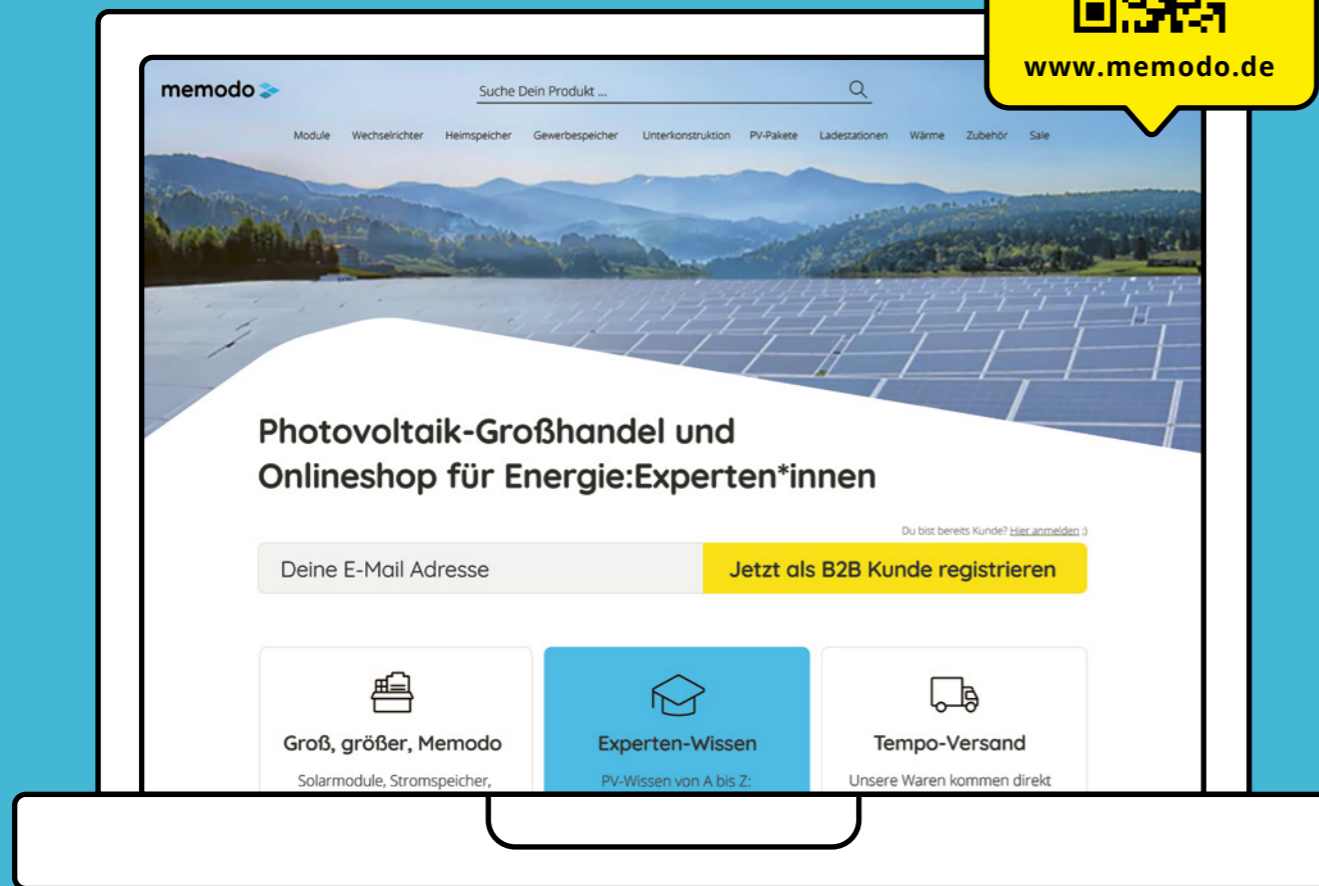 www.memodo.de
memodo
Suche Dein Produkt ...
Module Wechselrichter Heimspeicher Gewerbespeicher Unterkonstruktion PV-Pakete Ladestationen Wärme Zubehör Sale
Photovoltaik-Großhandel und
Onlineshop für Energie:Experten*innen
Du bist bereits Kunde? Hier anmelden :)
Deine E-Mail Adresse
Jetzt als B2B Kunde registrieren
Groß, größer, Memodo
Solarmodule, Stromspeicher,
Experten-Wissen
PV-Wissen von A bis Z:
Tempo-Versand
Unsere Waren kommen direkt